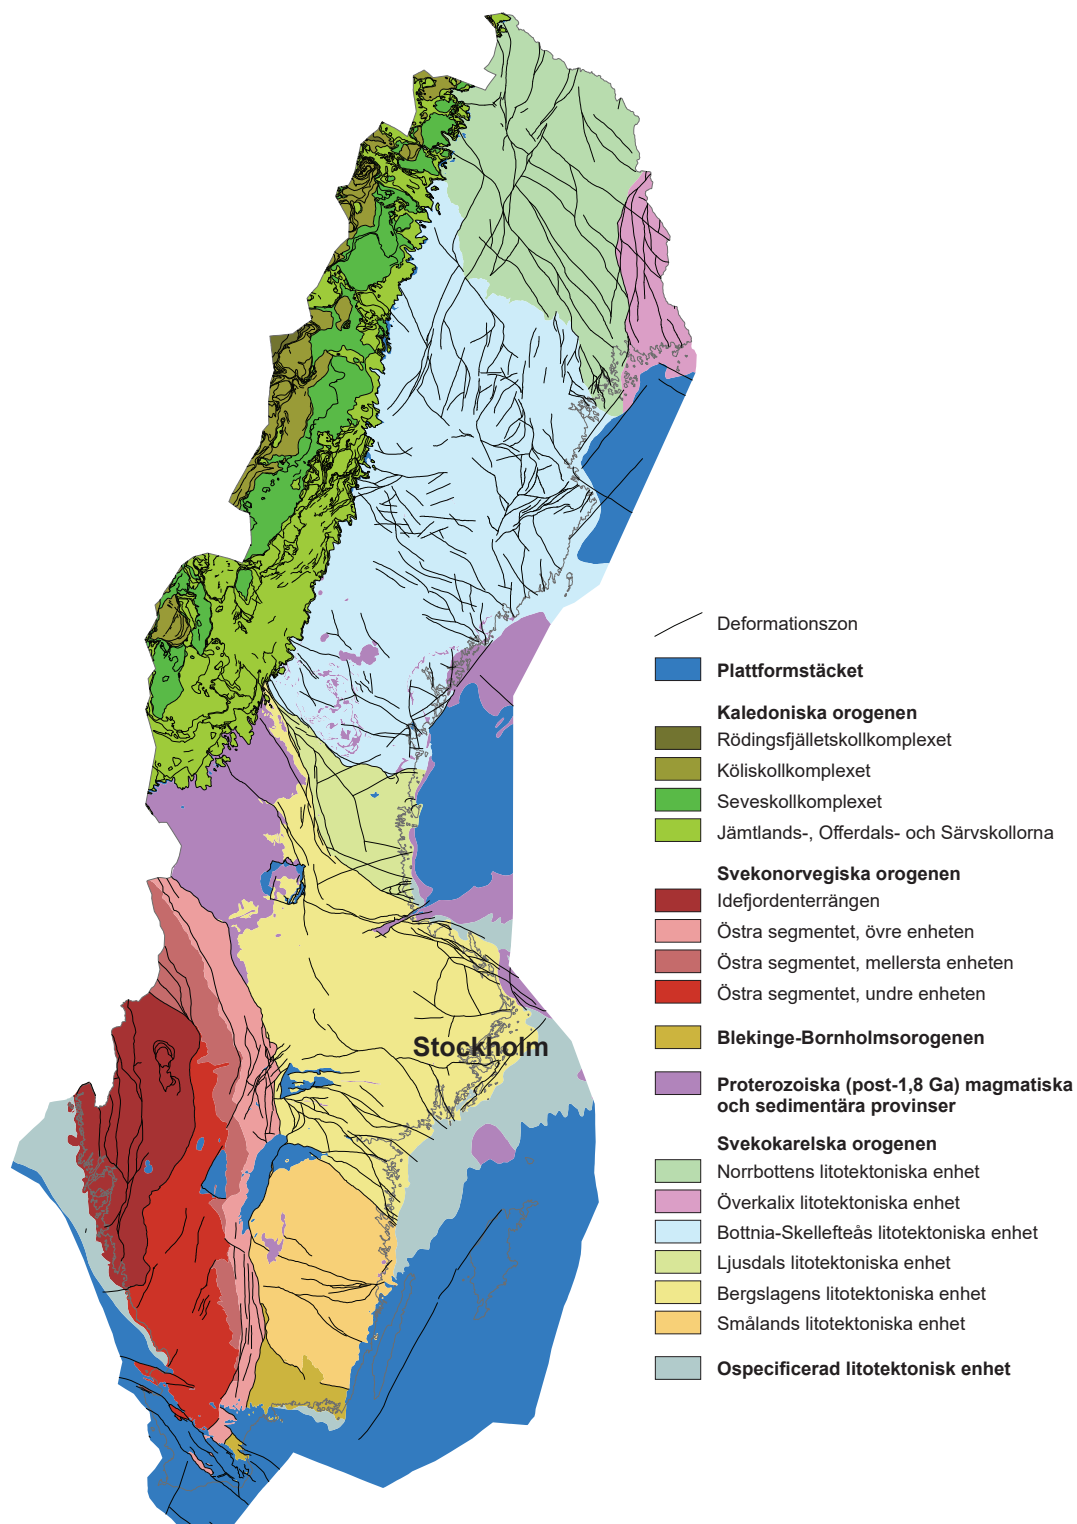 Deformationszon
Plattformstäcket
Kaledoniska orogenen
Rödingsfjälletskollkomplexet
Köliskollkomplexet
Seveskollkomplexet
Jämtlands-, Offerdals- och Särvskollorna
Svekonorvegiska orogenen
Idefjordenterrängen
Östra segmentet, övre enheten
Östra segmentet, mellersta enheten
Östra segmentet, undre enheten
Stockholm
Blekinge-Bornholmsorogenen
Proterozoiska (post-1,8 Ga) magmatiska
och sedimentära provinser
Svekokarelska orogenen
Norrbottens litotektoniska enhet
Överkalix litotektoniska enhet
Bottnia-Skellefteås litotektoniska enhet
Ljusdals litotektoniska enhet
Bergslagens litotektoniska enhet
Smålands litotektoniska enhet
Ospecificerad litotektonisk enhet